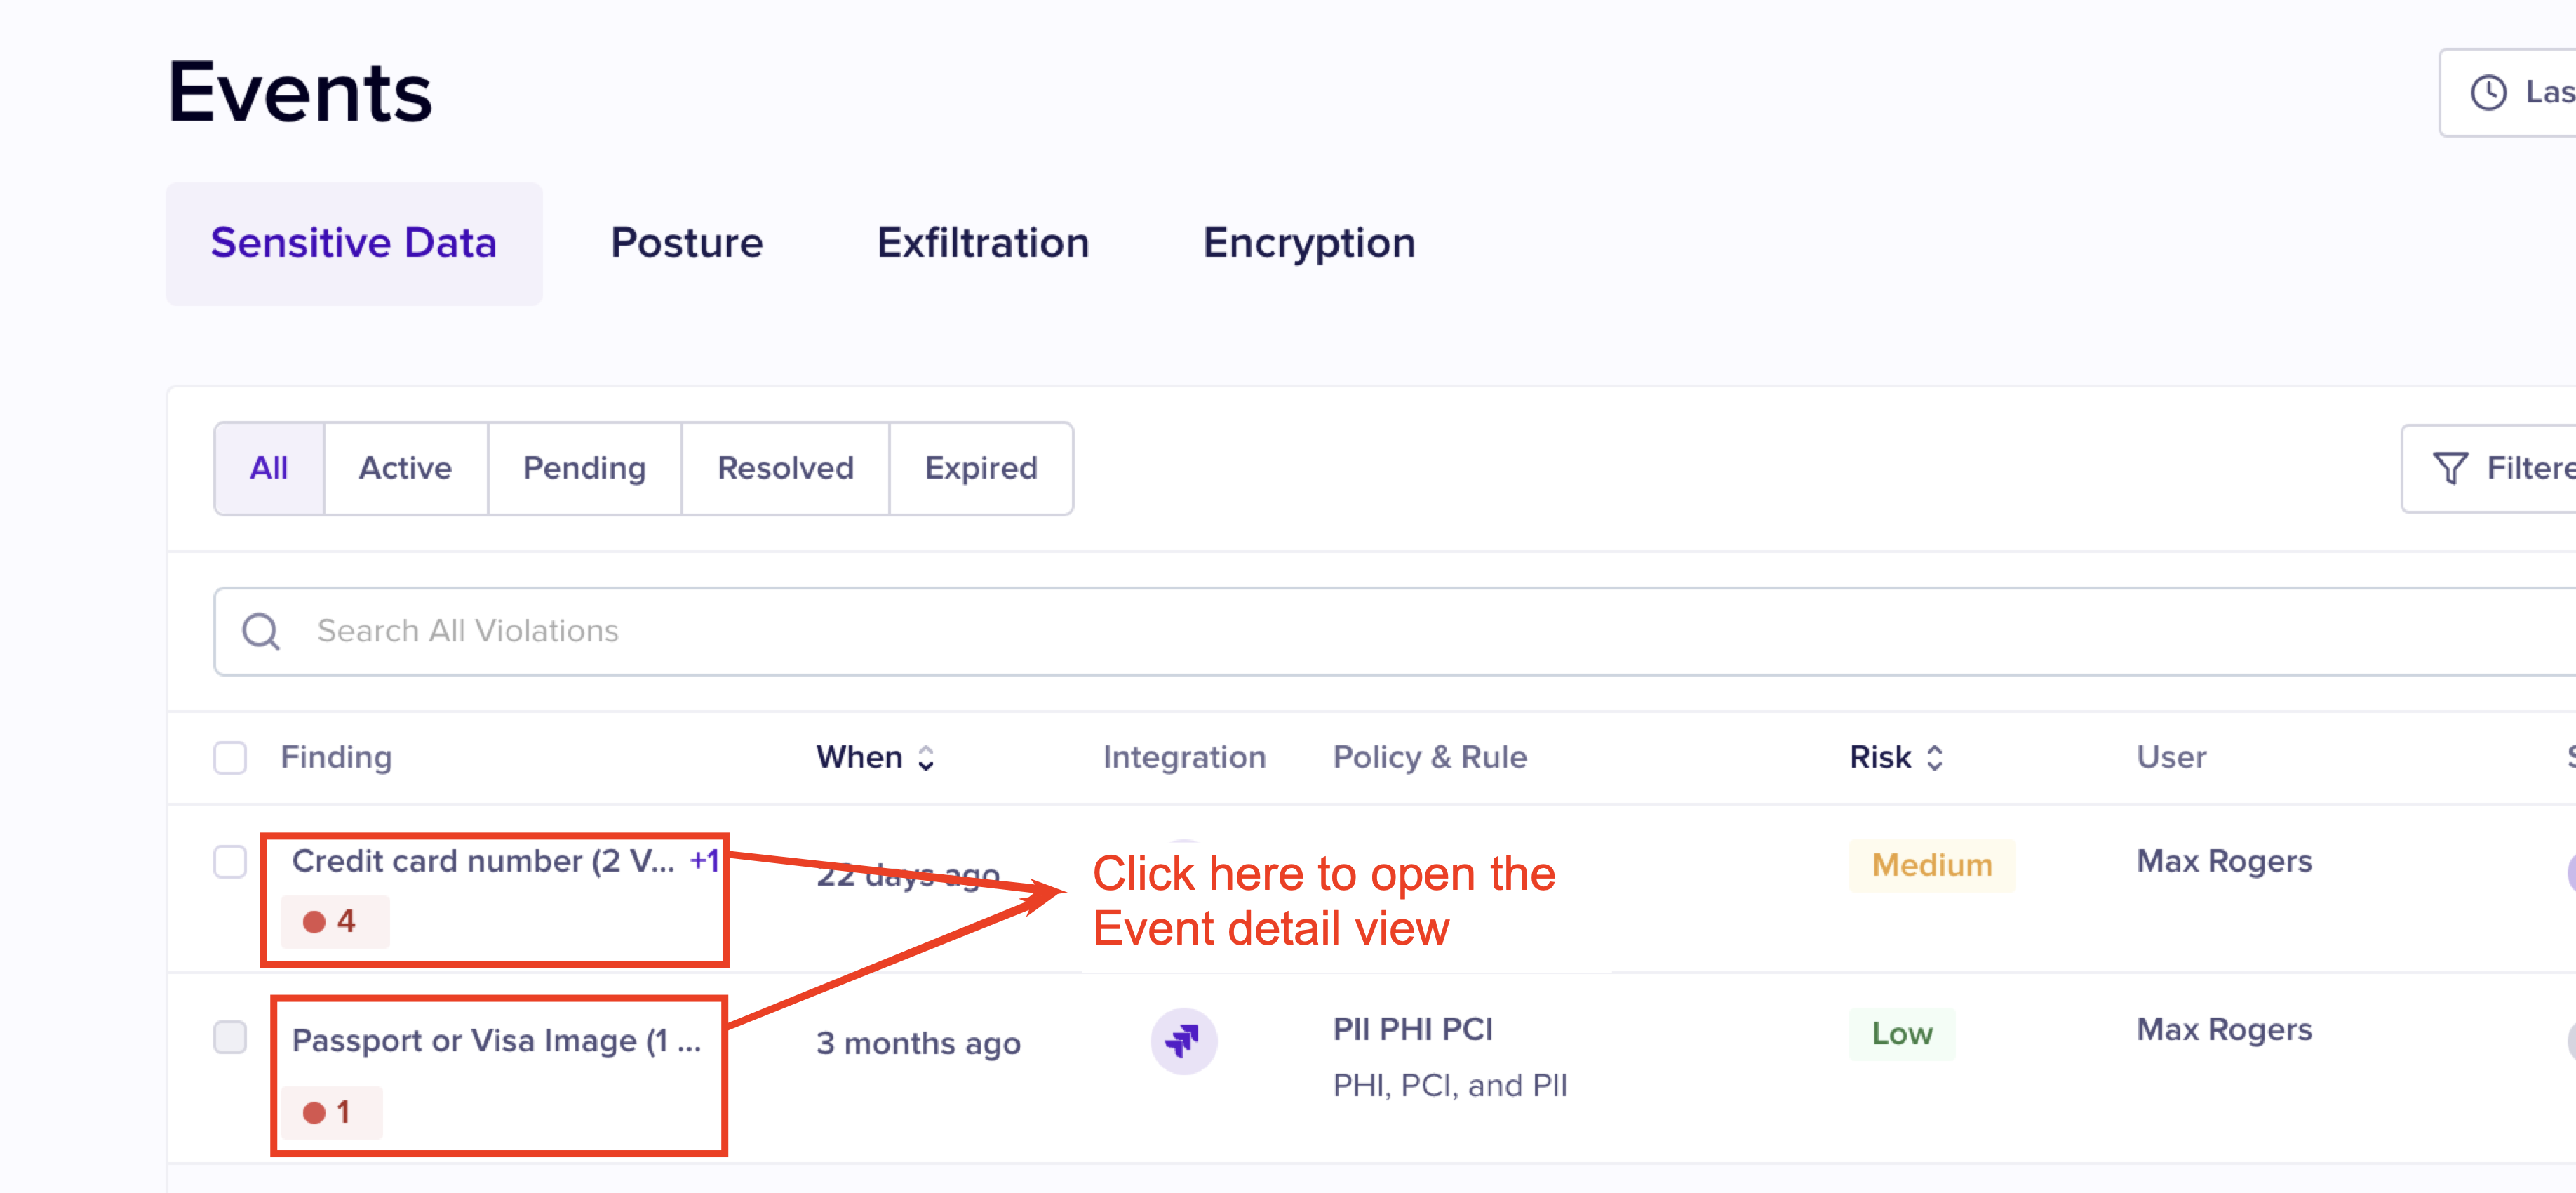 Events
Las
Sensitive Data Posture Exfiltration Encryption
All Active Pending Resolved Expired
Filtere
Search All Violations
Finding When Integration Policy & Rule Risk User S
Credit card number (2 V... +1
22 days ago
Click here to open the
Event detail view
Medium Max Rogers
4
Passport or Visa Image (1 ...
3 months ago
PII PHI PCI
Low Max Rogers
PHI, PCI, and PII
1